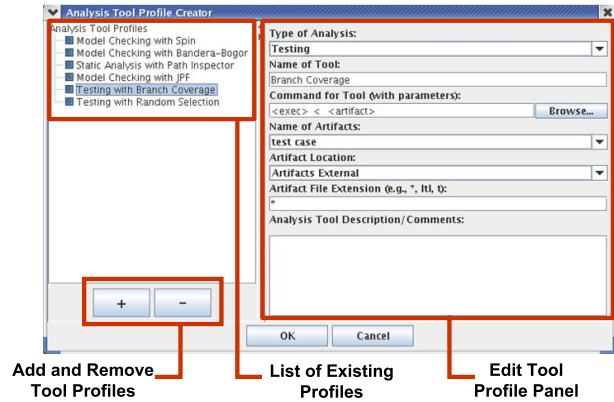 Analysis Tool Profile Creator
Analysis Tool Profiles
Model Checking with Spin
Model Checking with Bandera-Bogor
Static Analysis with Path Inspector
Model Checking with JPF
Testing with Branch Coverage
Testing with Random Selection
+
-
Type of Analysis:
Testing
Name of Tool:
Branch Coverage
Command for Tool (with parameters):
<exec> < <artifact>
Browse...
Name of Artifacts:
test case
Artifact Location:
Artifacts External
Artifact File Extension (e.g., *, ltl, t):
*
Analysis Tool Description/Comments:
OK
Cancel
Add and Remove
Tool Profiles
List of Existing
Profiles
Edit Tool
Profile Panel